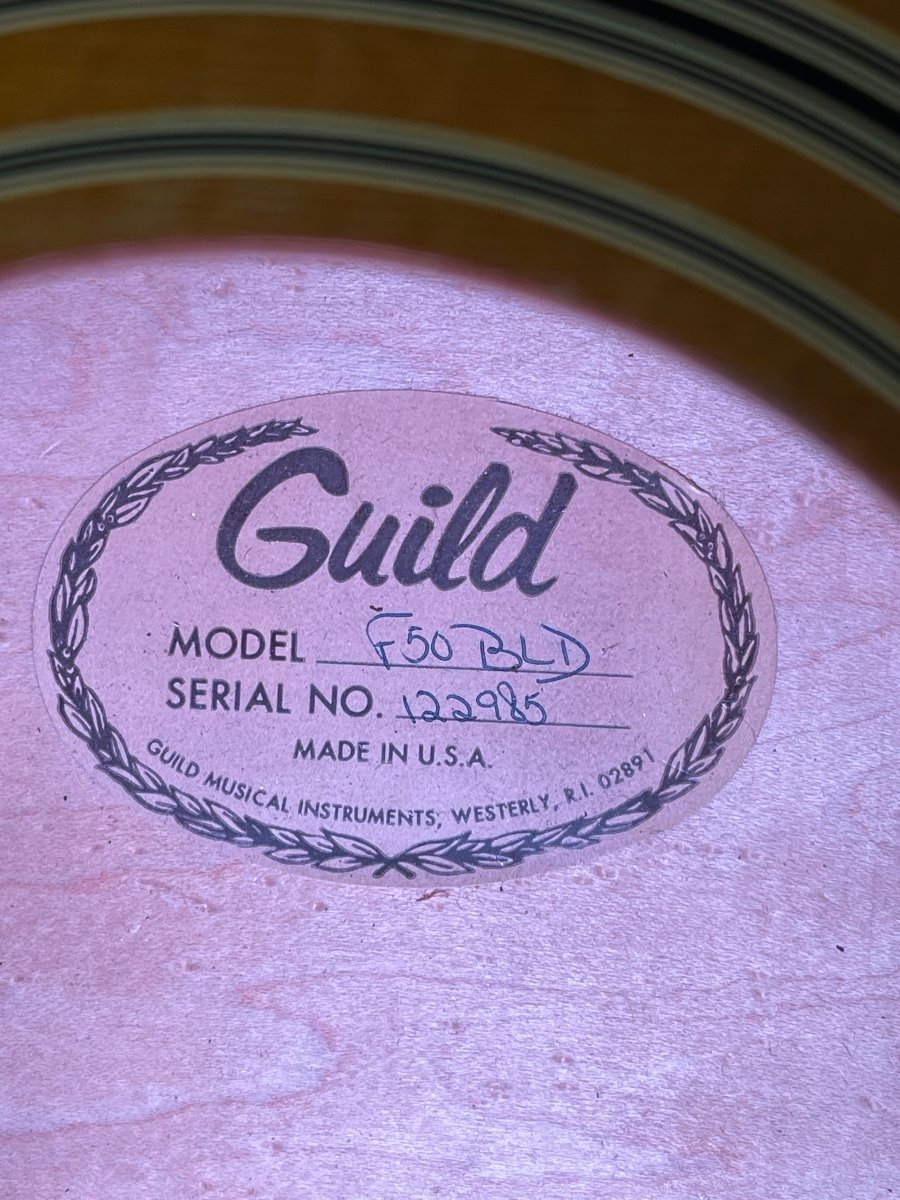 Guild
MODEL F50 BLD
SERIAL NO. 122985
MADE IN U.S.A.
GUILD MUSICAL INSTRUMENTS, WESTERLY, R.I. 02891